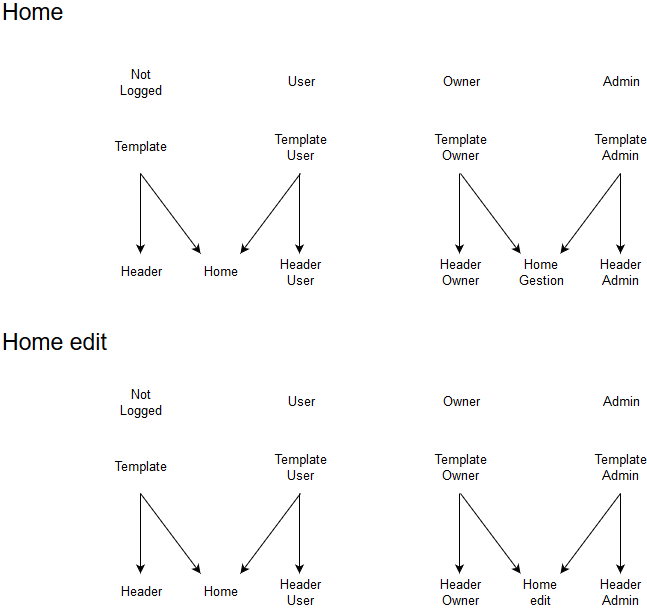 Home
Not
Logged
User
Owner
Admin
Template
Template
User
Template
Owner
Template
Admin
Header
Home
Header
User
Header
Owner
Home
Gestion
Header
Admin
Home edit
Not
Logged
User
Owner
Admin
Template
Template
User
Template
Owner
Template
Admin
Header
Home
Header
User
Header
Owner
Home
edit
Header
Admin